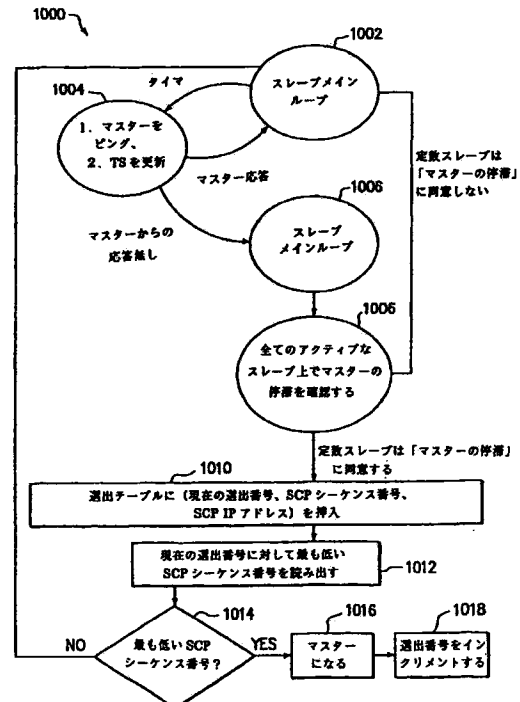 1000
1002
スレーブメイン
ループ
タイマ
1004
1. マスターを
ピング、
2. TSを更新
マスター応答
定数スレーブは
「マスターの停滞」
に同意しない
マスターからの
応答無し
1006
スレーブ
メインループ
1006
全てのアクティブな
スレーブ上でマスターの
停滞を確認する
定数スレーブは「マスターの停滞」
に同意する
1010
選出テーブルに(現在の選出番号、SCPシーケンス番号、
SCP IPアドレス)を挿入
現在の選出番号に対して最も低い
SCPシーケンス番号を読み出す
1012
1014
最も低いSCP
シーケンス番号?
NO
YES
1016
マスター
になる
1018
選出番号をイン
クリメントする